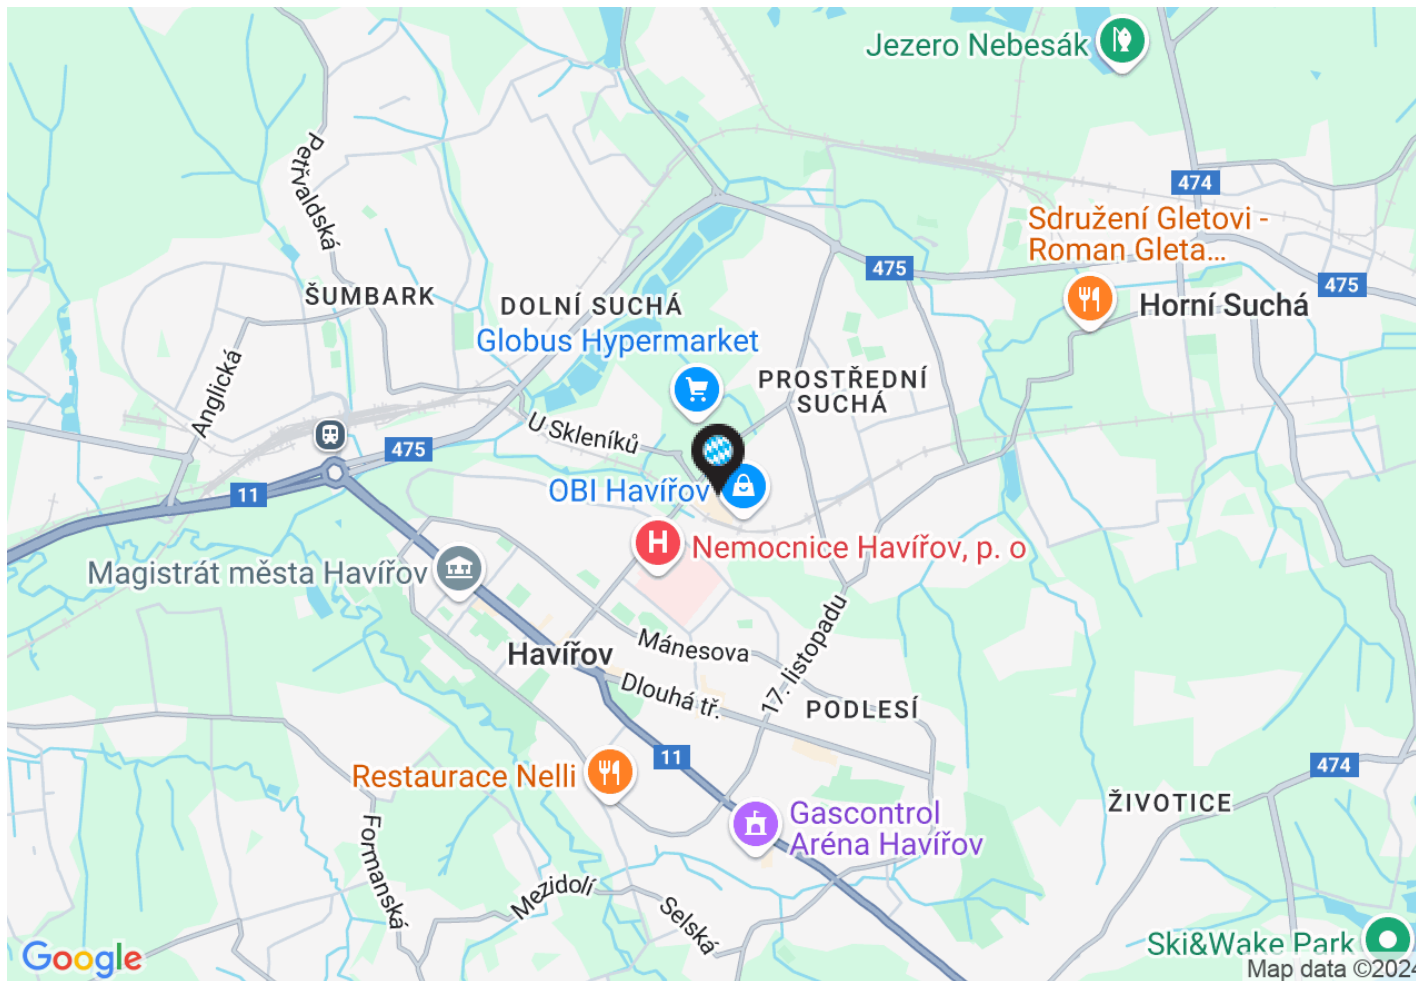 Jezero Nebesák
Petřvaldská
474
Sdružení Gletovi -
Roman Gleta...
475
475
ŠUMBARK
DOLNÍ SUCHÁ
Horní Suchá
Globus Hypermarket
PROSTŘEDNÍ
SUCHÁ
Anglická
U Skleníků
475
11
OBI Havířov
H
Nemocnice Havířov, p. o
Magistrát města Havířov
Mánesova
17. listopadu
Havířov
Dlouhá tř.
PODLESÍ
11
474
Restaurace Nelli
ŽIVOTICE
Gascontrol
Aréna Havířov
Formanská
Mezidolí
Selská
Ski&Wake Park
Google
Map data ©2024